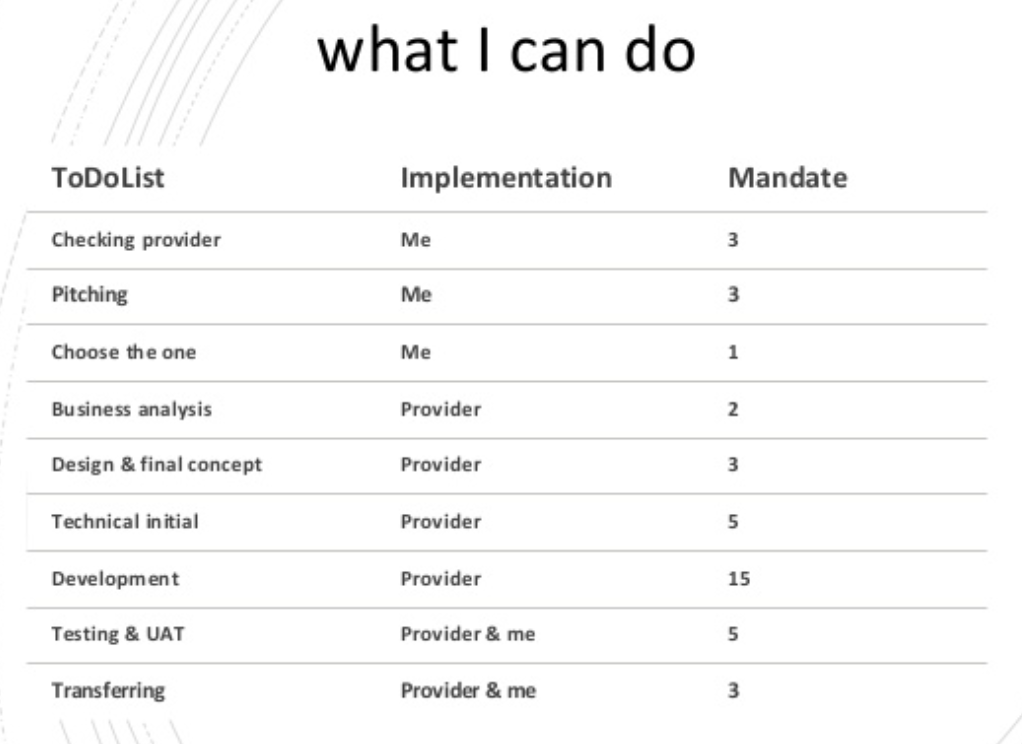 what I can do
ToDoList Implementation Mandate
Checking provider Me 3
Pitching Me 3
Choose the one Me 1
Business analysis Provider 2
Design & final concept Provider 3
Technical initial Provider 5
Development Provider 15
Testing & UAT Provider & me 5
Transferring Provider & me 3